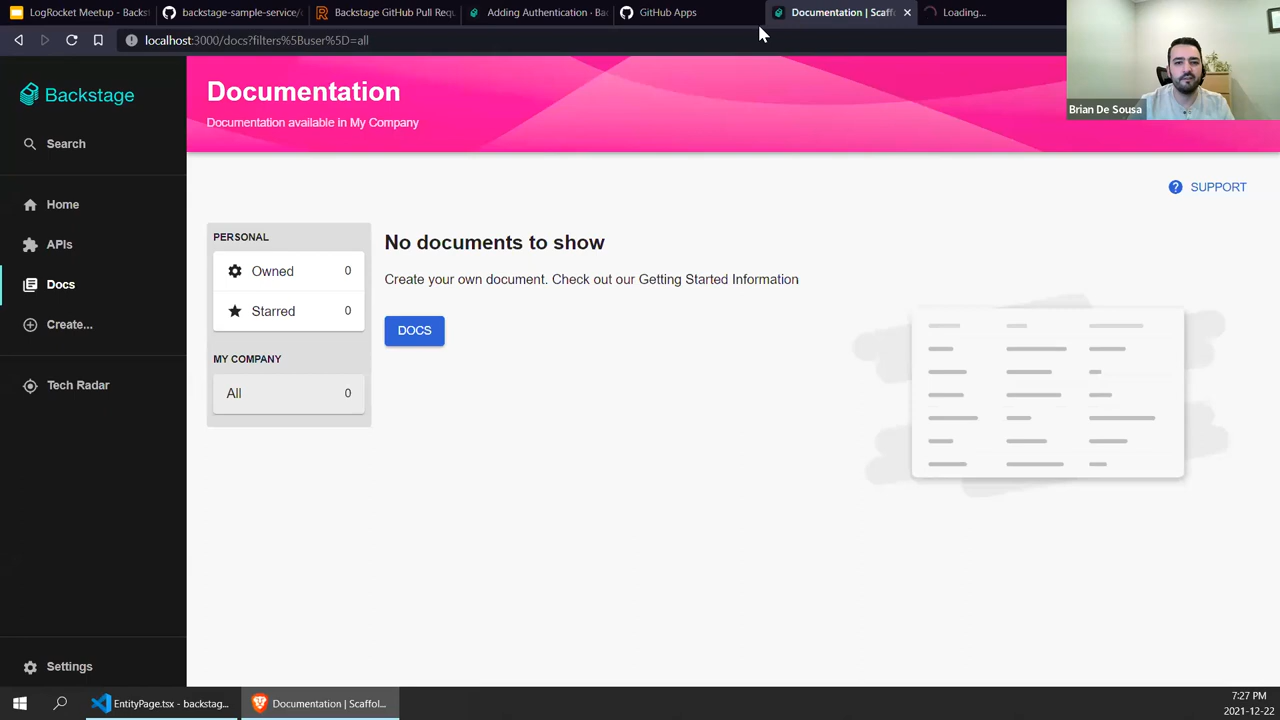 LogRocket Meetup - Backst
backstage-sample-service/
Backstage GitHub Pull Requ
Adding Authentication · Bac
GitHub Apps
Documentation | Scaffo
Loading...
localhost:3000/docs?filters%5Buser%5D=all
Brian De Sousa
Backstage
Search
Home
APIs
Docs
Create...
Tech Radar
Settings
Documentation
Documentation available in My Company
SUPPORT
PERSONAL
Owned 0
Starred 0
MY COMPANY
All 0
No documents to show
Create your own document. Check out our Getting Started Information
DOCS
EntityPage.tsx - backstag...
Documentation | Scaffol...
7:27 PM
2021-12-22